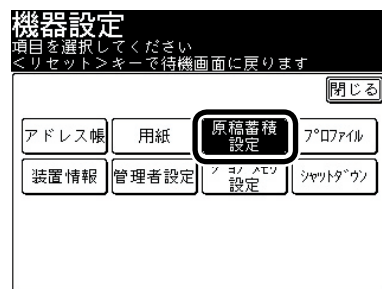 機器設定
項目を選択してください
<リセット>キーで待機画面に戻ります
閉じる
アドレス帳 用紙 原稿蓄積 プロファイル
設定
装置情報 管理者設定 設定 シャットダウン